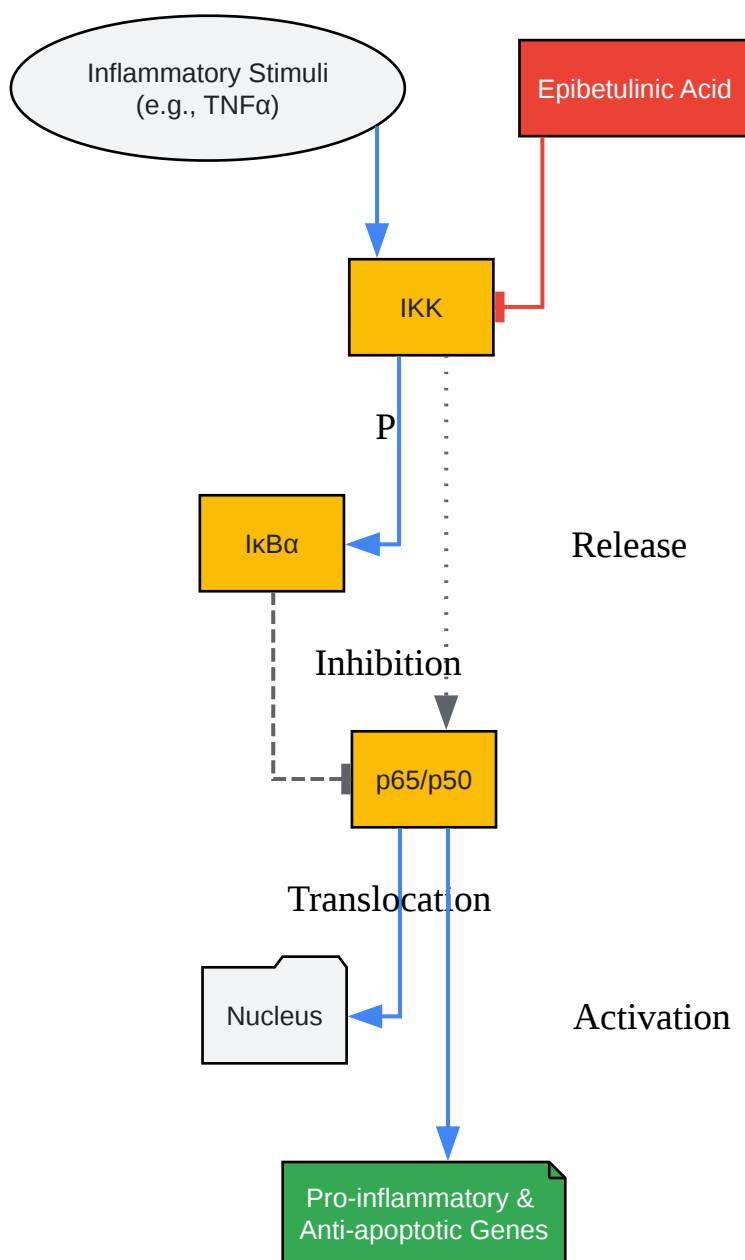 Inflammatory Stimuli
(e.g., TNFα)
Epibetulinic Acid
IKK
P
IκBα
Release
Inhibition
p65/p50
Translocation
Nucleus
Activation
Pro-inflammatory &
Anti-apoptotic Genes